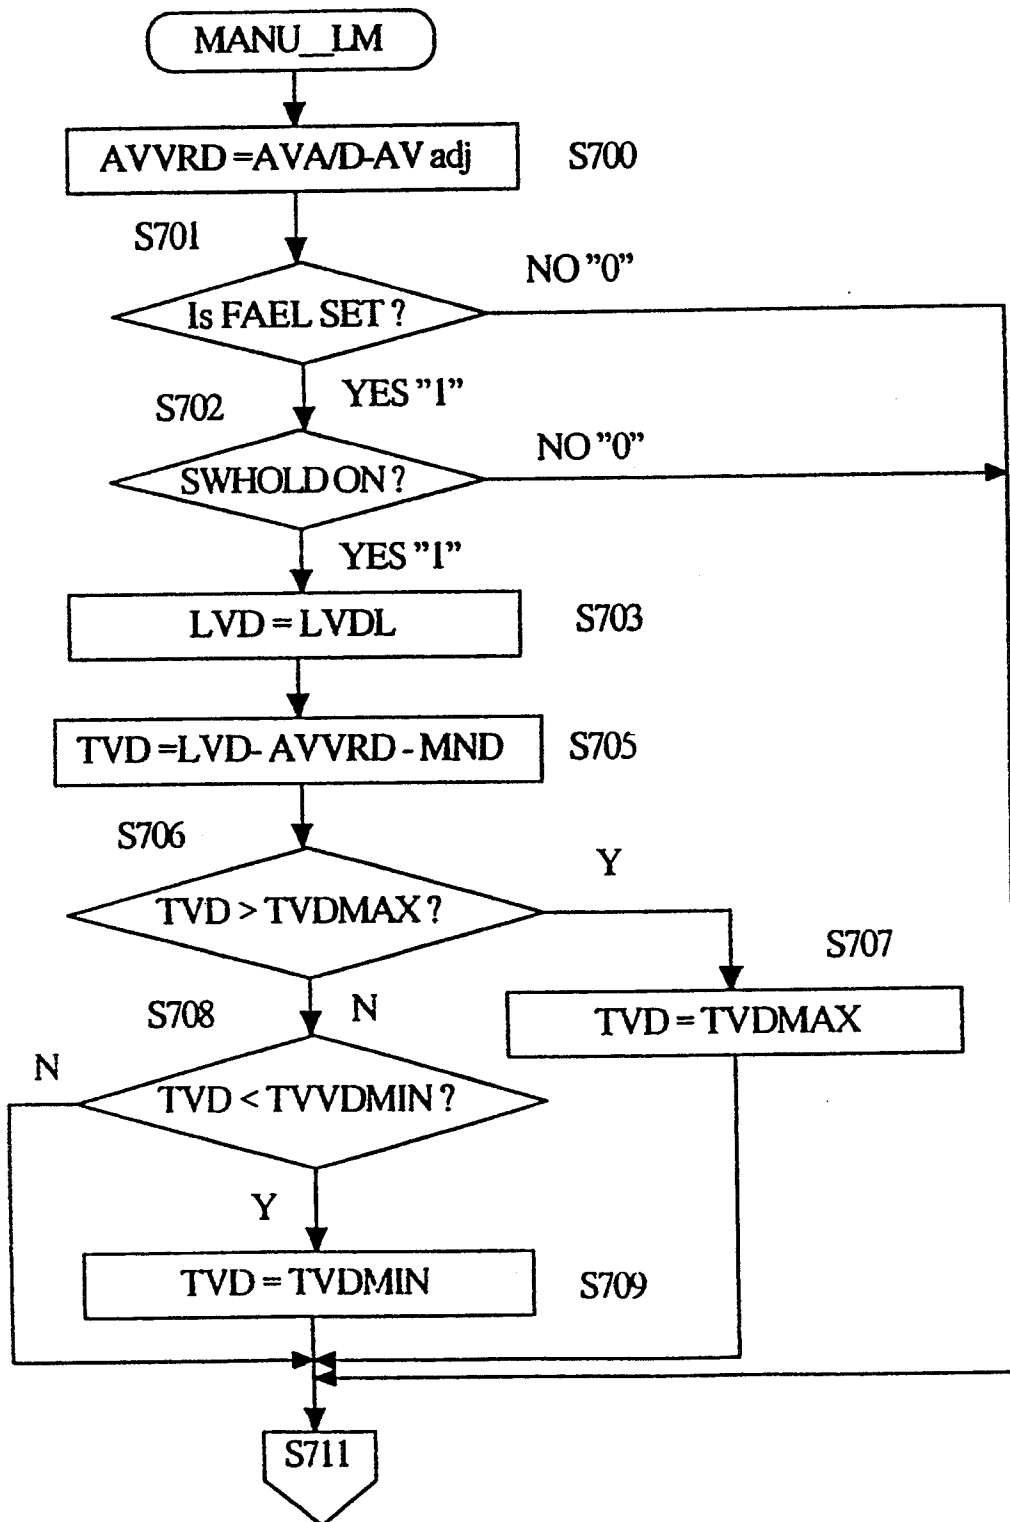 MANU__LM
AVVRD =AVA/D-AV adj
S700
S701
NO "0"
Is FAEL SET ?
YES "1"
S702
NO "0"
SWHOLD ON ?
YES "1"
LVD = LVDL
S703
TVD =LVD- AVVRD - MND
S705
S706
Y
TVD > TVDMAX ?
S707
N
S708
TVD = TVDMAX
N
TVD < TVVDMIN ?
Y
TVD = TVDMIN
S709
S711